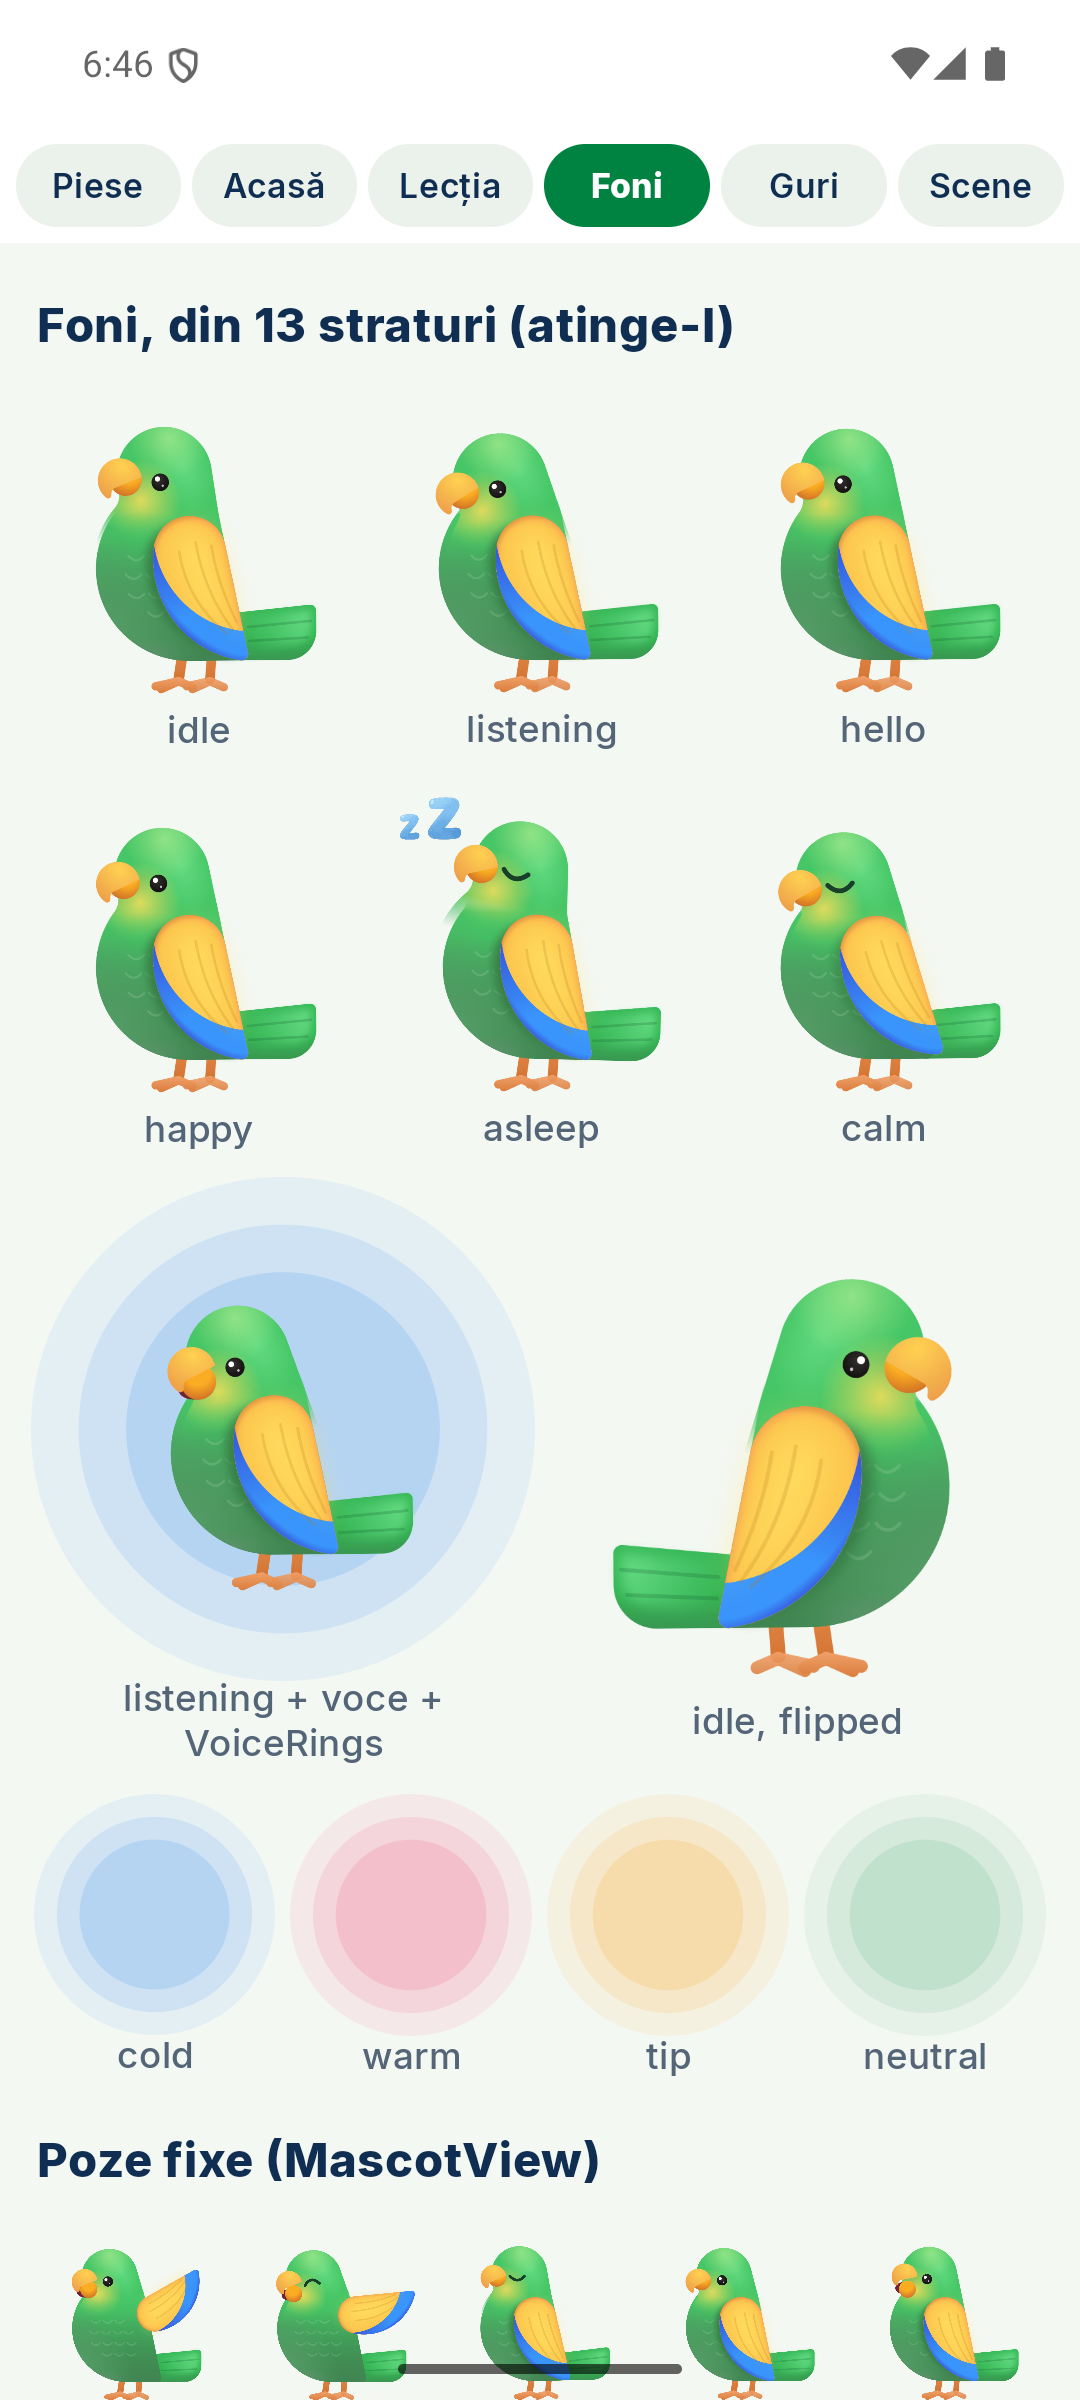 6:46
Piese Acasă Lecția Foni Guri Scene
Foni, din 13 straturi (atinge-l)
idle listening hello
zZ
happy asleep calm
listening + voce +
VoiceRings
idle, flipped
cold warm tip neutral
Poze fixe (MascotView)